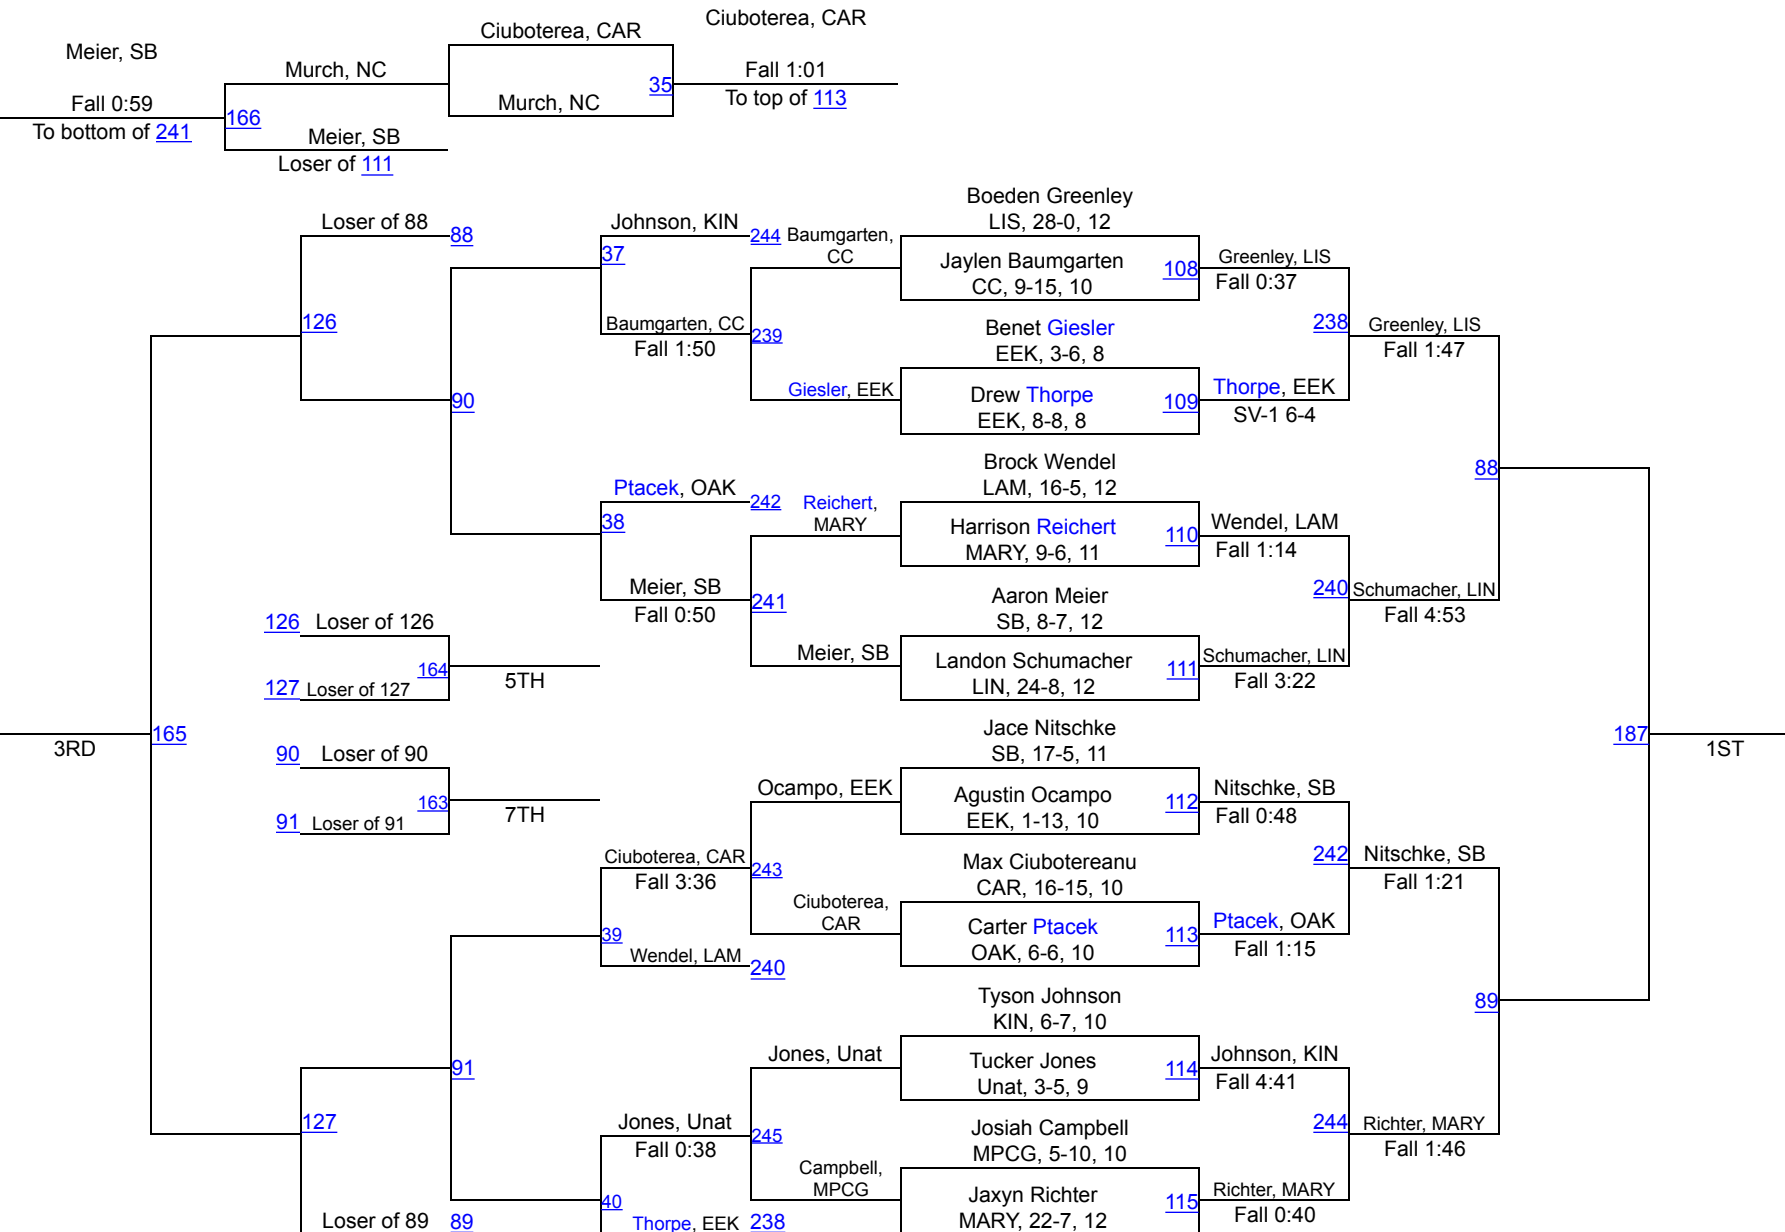 Ciuboterea, CAR
Ciuboterea, CAR
Meier, SB
Murch, NC
Fall 1:01
35
Fall 0:59
Murch, NC
To top of 113
166
To bottom of 241
Meier, SB
Loser of 111
Boeden Greenley
LIS, 28-0, 12
Loser of 88
88
Johnson, KIN
244
Baumgarten,
CC
37
Jaylen Baumgarten
CC, 9-15, 10
108
Greenley, LIS
Fall 0:37
126
Baumgarten, CC
Fall 1:50
239
Benet Giesler
EEK, 3-6, 8
238
Greenley, LIS
Fall 1:47
90
Giesler, EEK
Drew Thorpe
EEK, 8-8, 8
109
Thorpe, EEK
SV-1 6-4
Brock Wendel
LAM, 16-5, 12
88
Ptacek, OAK
242
Reichert,
MARY
38
Harrison Reichert
MARY, 9-6, 11
110
Wendel, LAM
Fall 1:14
Meier, SB
Fall 0:50
241
Aaron Meier
SB, 8-7, 12
240
Schumacher, LIN
Fall 4:53
126
Loser of 126
164
5TH
127
Loser of 127
Meier, SB
Landon Schumacher
LIN, 24-8, 12
111
Schumacher, LIN
Fall 3:22
3RD
165
Jace Nitschke
SB, 17-5, 11
187
1ST
90
Loser of 90
163
7TH
91
Loser of 91
Ocampo, EEK
Agustin Ocampo
EEK, 1-13, 10
112
Nitschke, SB
Fall 0:48
Ciuboterea, CAR
Fall 3:36
243
Max Ciubotereanu
CAR, 16-15, 10
242
Nitschke, SB
Fall 1:21
Ciuboterea,
CAR
39
Wendel, LAM
240
Carter Ptacek
OAK, 6-6, 10
113
Ptacek, OAK
Fall 1:15
Tyson Johnson
KIN, 6-7, 10
89
91
Jones, Unat
Tucker Jones
Unat, 3-5, 9
114
Johnson, KIN
Fall 4:41
127
Jones, Unat
Fall 0:38
245
Josiah Campbell
MPCG, 5-10, 10
244
Richter, MARY
Fall 1:46
Campbell,
MPCG
40
Jaxyn Richter
MARY, 22-7, 12
115
Richter, MARY
Fall 0:40
Loser of 89
89
Thorpe, EEK
238